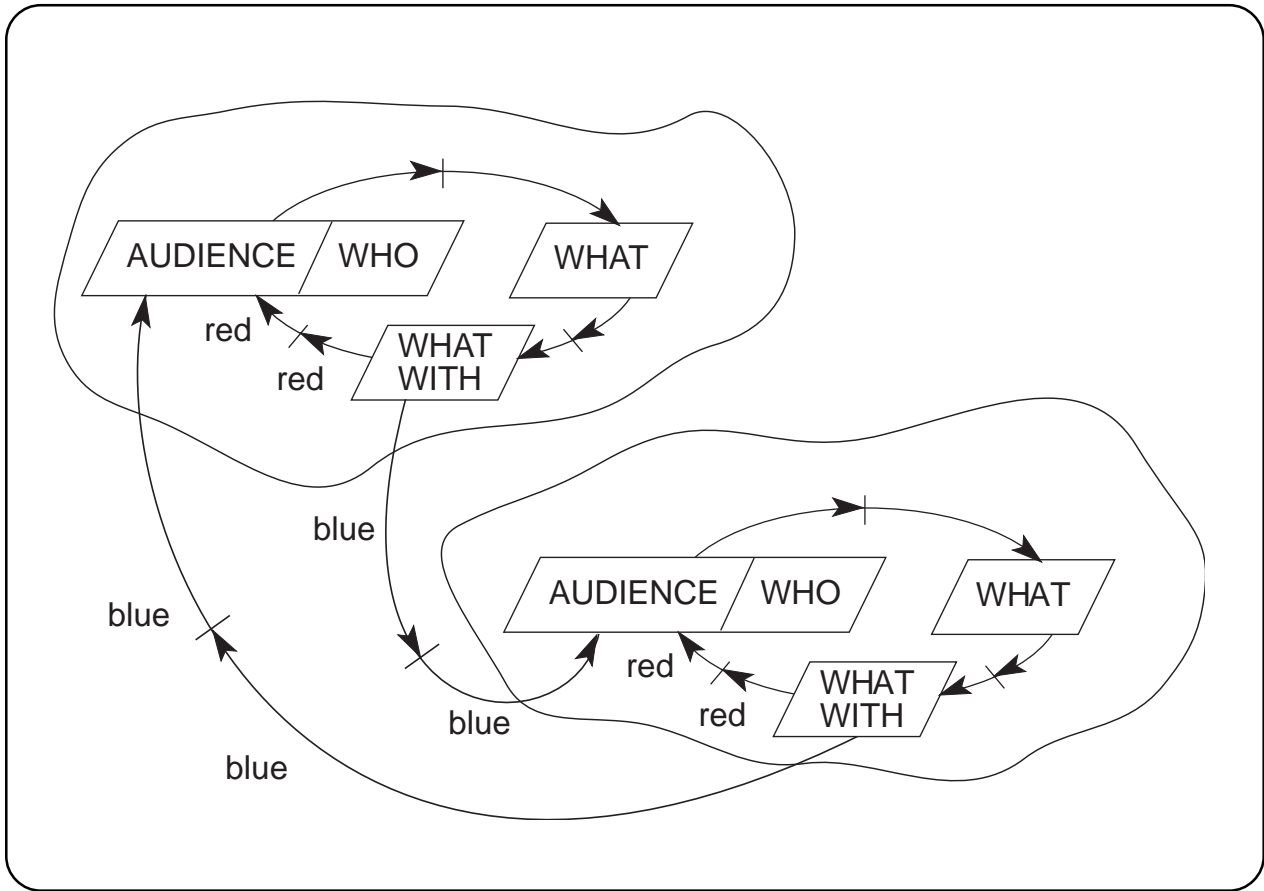 AUDIENCE WHO
WHAT
red
WHAT
WITH
red
blue
AUDIENCE WHO
WHAT
blue
red
WHAT
WITH
red
blue
blue